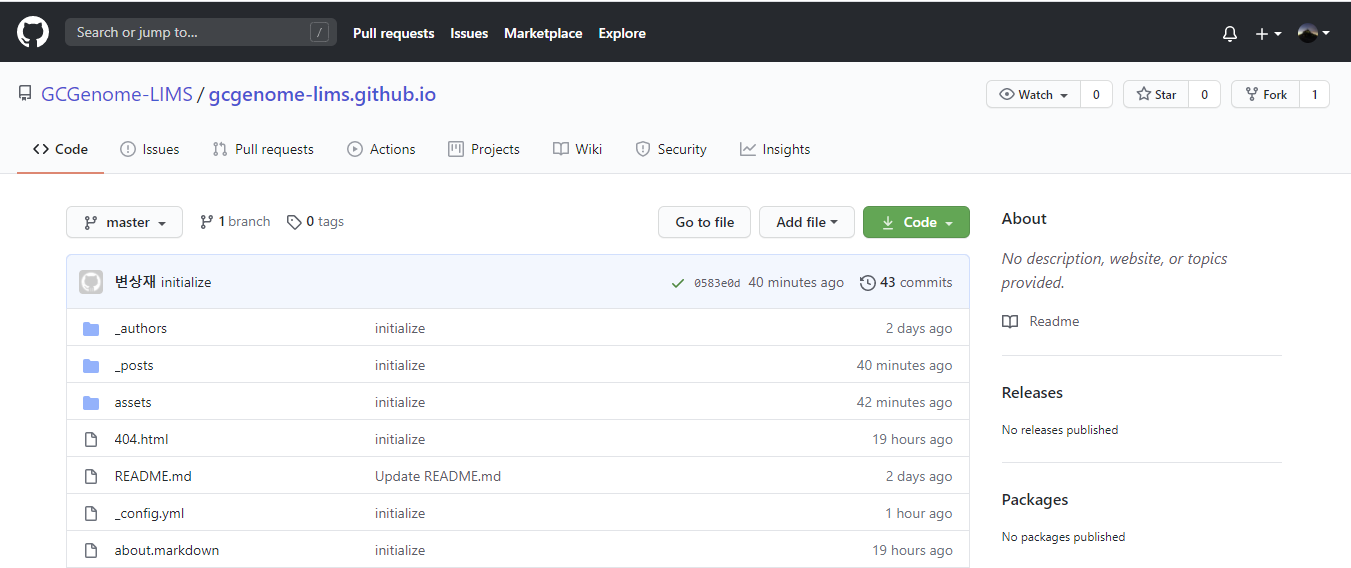 Search or jump to... /
Pull requests Issues Marketplace Explore
GCGenome-LIMS / gcgenome-lims.github.io
Watch 0 Star 0 Fork 1
Code Issues Pull requests Actions Projects Wiki Security Insights
master 1 branch 0 tags Go to file Add file Code
변상재 initialize 0583e0d 40 minutes ago 43 commits
_authors initialize 2 days ago
_posts initialize 40 minutes ago
assets initialize 42 minutes ago
404.html initialize 19 hours ago
README.md Update README.md 2 days ago
_config.yml initialize 1 hour ago
about.markdown initialize 19 hours ago
About
No description, website, or topics
provided.
Readme
Releases
No releases published
Packages
No packages published